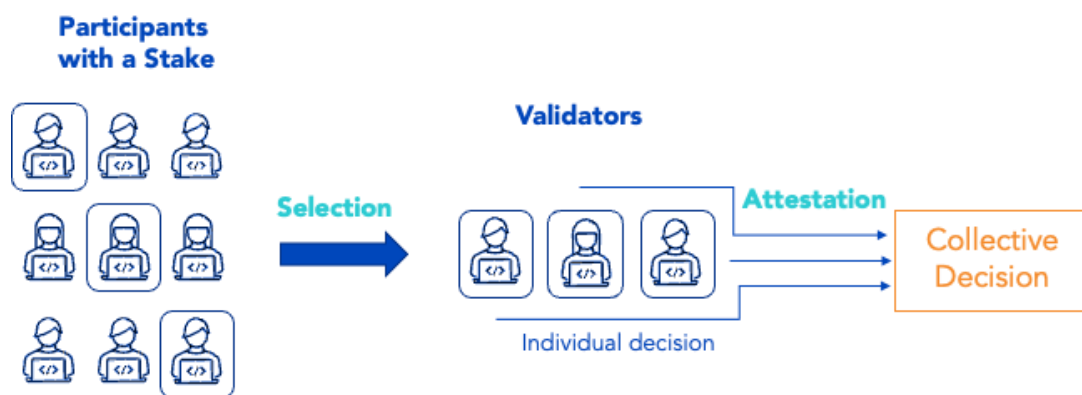 Participants
with a Stake
Validators
Selection
Attestation
Collective
Decision
Individual decision
</>
</>
</>
</>
</>
</>
</>
</>
</>
</>
</>
</>